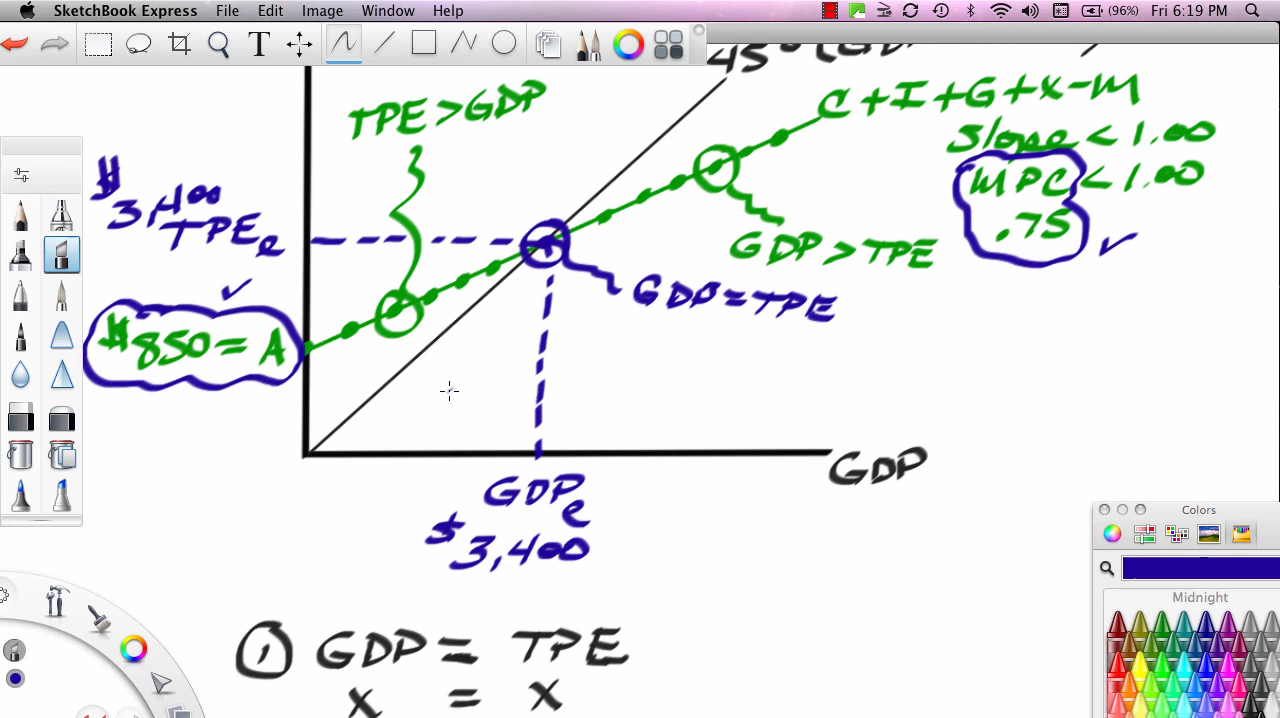 SketchBook Express File Edit Image Window Help (96%) Fri 6:19 PM
T
45° (GDP
TPE > GDP
C + I + G + X - M
Slope < 1.00
MPC < 1.00
.75
$3,400
TPEe
GDP > TPE
GDP = TPE
$850 = A
GDP
GDPe
$3,400
Colors
Midnight
① GDP = TPE
X = X